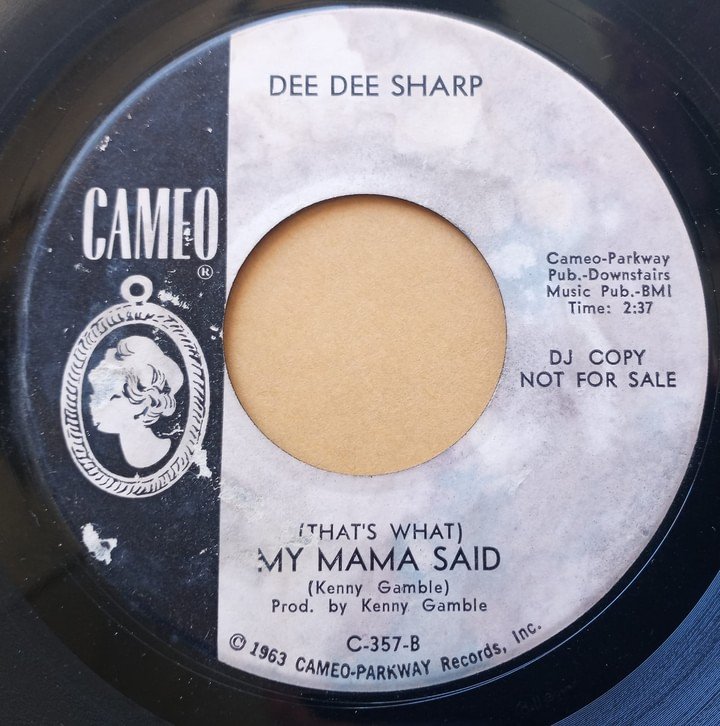 DEE DEE SHARP
CAMEO
®
Cameo-Parkway
Pub.-Downstairs
Music Pub.-BMI
Time: 2:37
DJ COPY
NOT FOR SALE
(THAT'S WHAT)
MY MAMA SAID
(Kenny Gamble)
Prod. by Kenny Gamble
C-357-B
© 1963 CAMEO-PARKWAY Records, Inc.